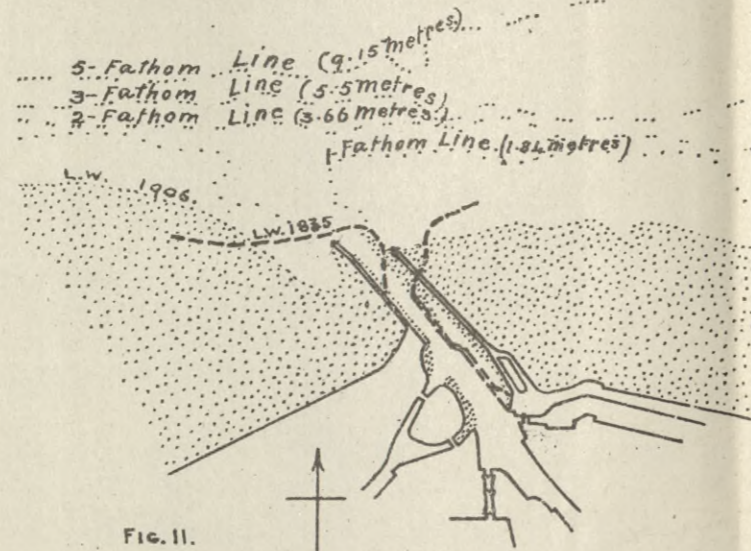 5-Fathom Line (9.15 metres)
3-Fathom Line (5.5 metres)
2-Fathom Line (3.66 metres)
1-Fathom Line (1.84 metres)
L.W. 1906.
L.W. 1835
FIG. 11.